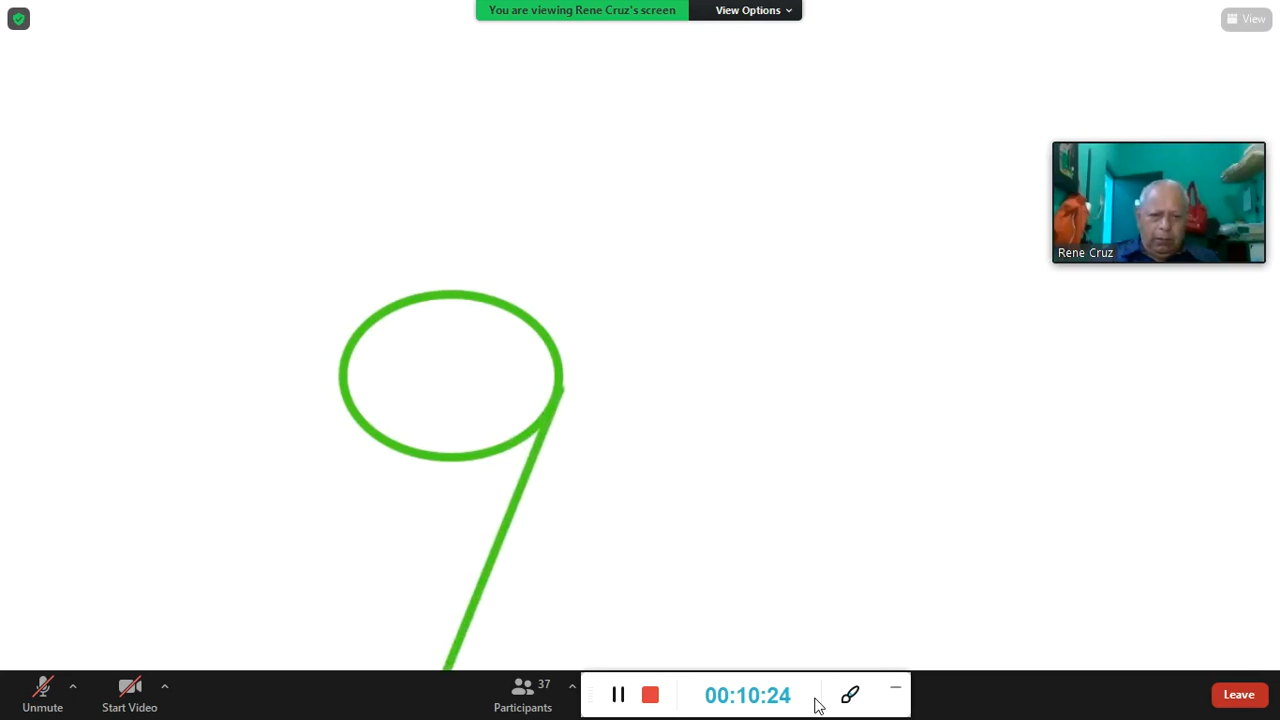 You are viewing Rene Cruz's screen
View Options
View
Rene Cruz
9
Unmute
Start Video
37
Participants
00:10:24
Leave